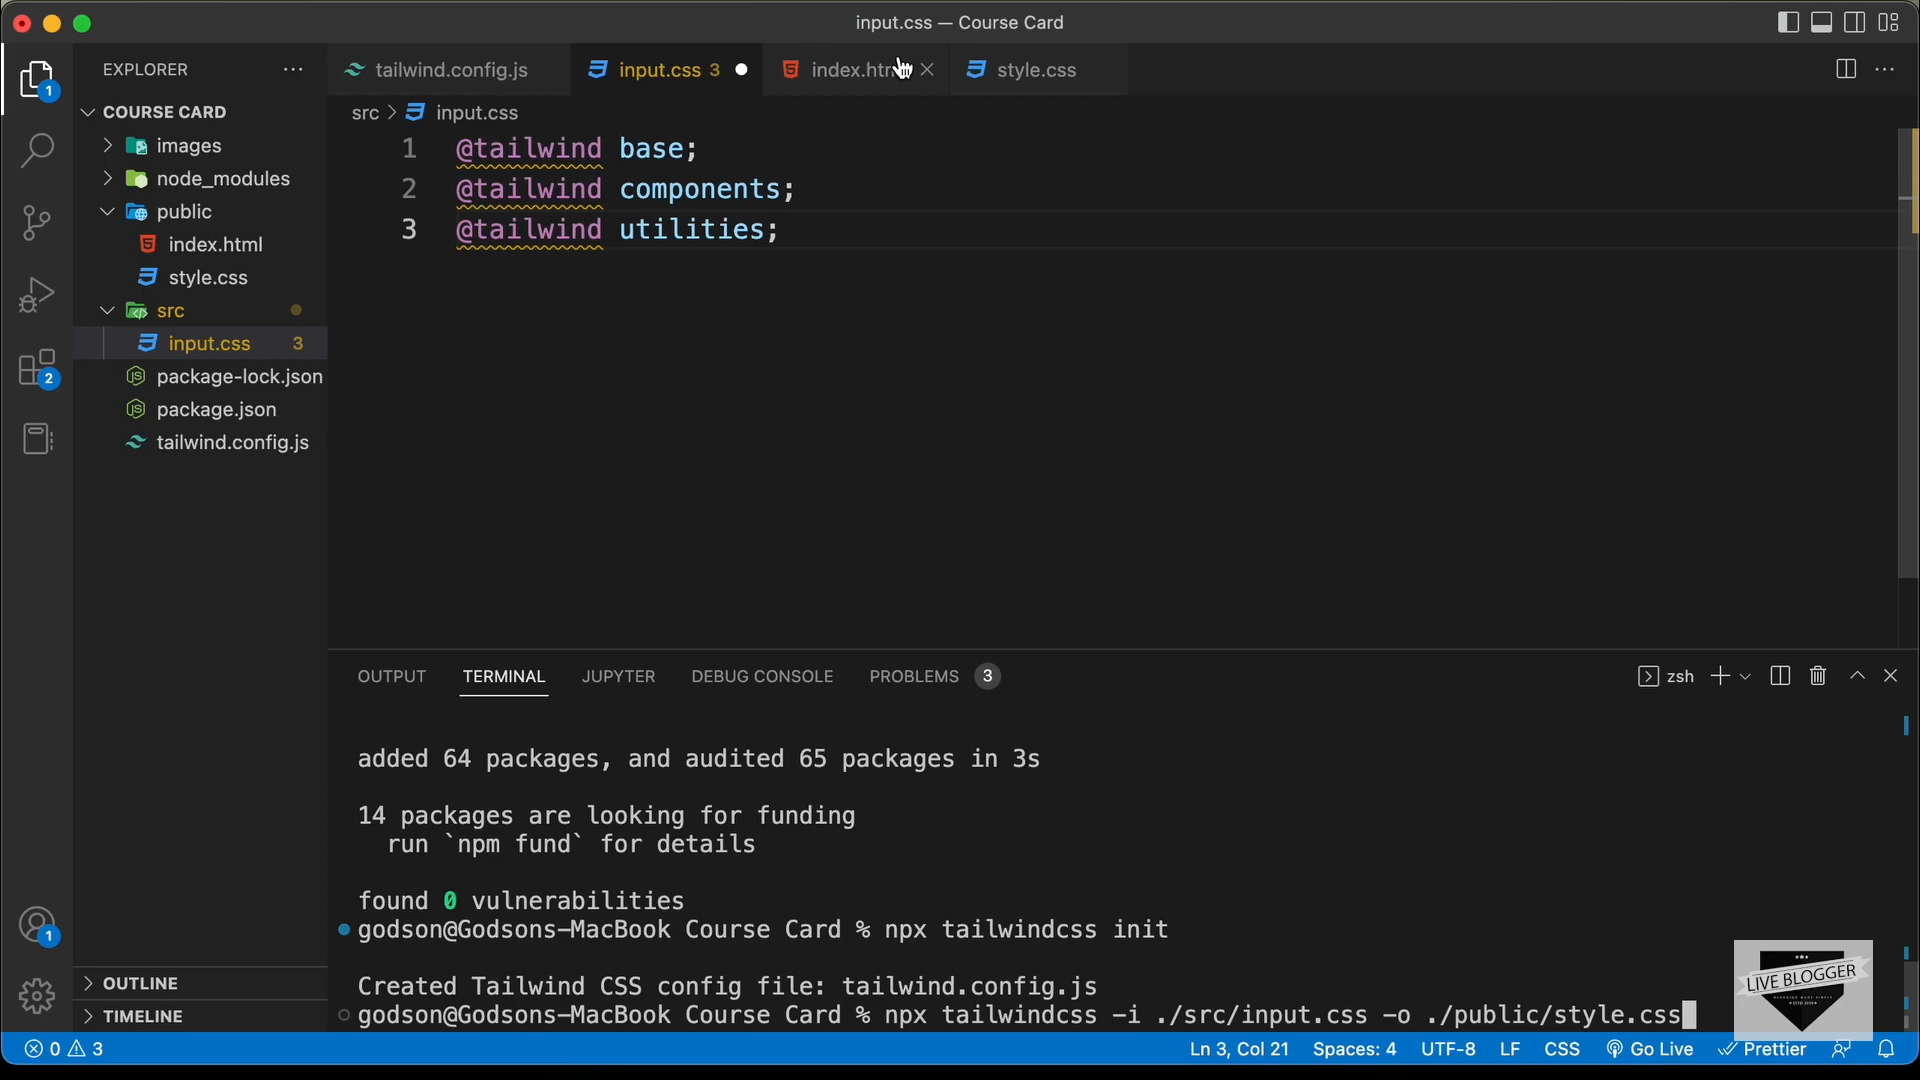 input.css — Course Card
EXPLORER
tailwind.config.js
input.css 3
index.htm
style.css
COURSE CARD
images
node_modules
public
index.html
style.css
src
input.css 3
package-lock.json
package.json
tailwind.config.js
OUTLINE
TIMELINE
1
2
1
src > input.css
1 @tailwind base;
2 @tailwind components;
3 @tailwind utilities;
OUTPUT TERMINAL JUPYTER DEBUG CONSOLE PROBLEMS 3
zsh
added 64 packages, and audited 65 packages in 3s
14 packages are looking for funding
run `npm fund` for details
found 0 vulnerabilities
godson@Godsons-MacBook Course Card % npx tailwindcss init
Created Tailwind CSS config file: tailwind.config.js
godson@Godsons-MacBook Course Card % npx tailwindcss -i ./src/input.css -o ./public/style.css
LIVE BLOGGER
0 3
Ln 3, Col 21 Spaces: 4 UTF-8 LF CSS Go Live Prettier